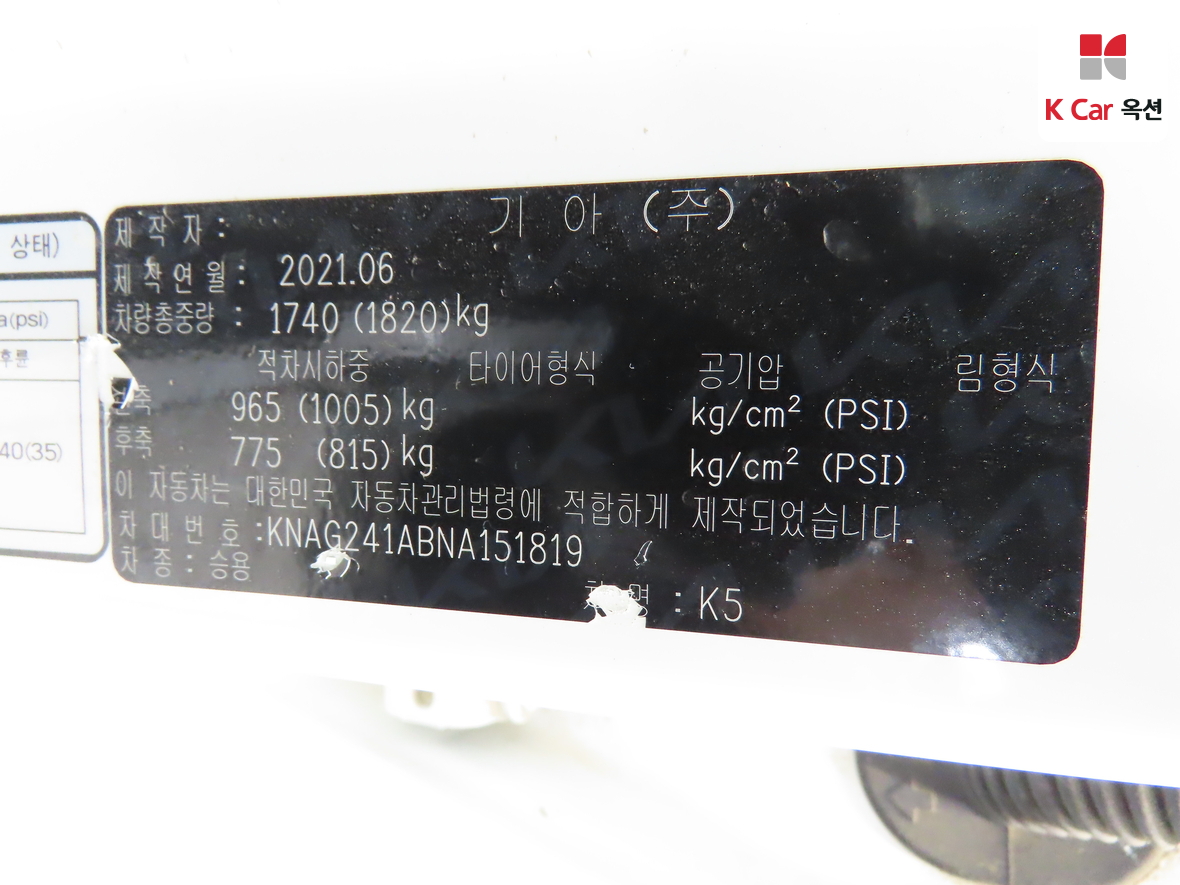 K Car 옥션
상태)
a(psi)
후륜
40(35)
제 작 자 : 기 아 (주)
제 작 연 월 : 2021.06
차량총중량 : 1740 (1820)kg
적차시하중 타이어형식 공기압 림형식
전축 965 (1005)kg kg/cm² (PSI)
후축 775 (815)kg kg/cm² (PSI)
이 자동차는 대한민국 자동차관리법령에 적합하게 제작되었습니다.
차 대 번 호 :KNAG241ABNA151819
차 종 : 승용 차 명 : K5